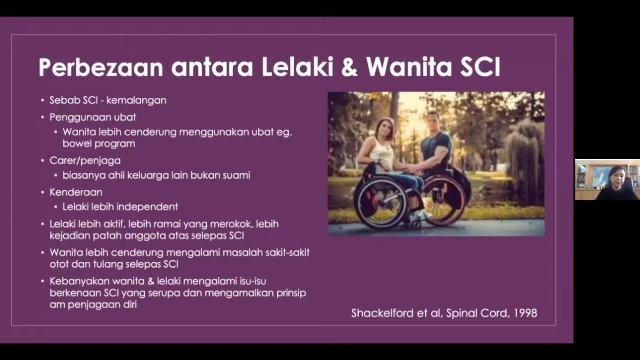 Perbezaan antara Lelaki & Wanita SCI
• Sebab SCI - kemalangan
• Penggunaan ubat
• Wanita lebih cenderung menggunakan ubat eg.
bowel program
• Carer/penjaga
• biasanya ahli keluarga lain bukan suami
• Kenderaan
• Lelaki lebih independent
• Lelaki lebih aktif, lebih ramai yang merokok, lebih
kejadian patah anggota atas selepas SCI
• Wanita lebih cenderung mengalami masalah sakit-sakit
otot dan tulang selepas SCI
• Kebanyakan wanita & lelaki mengalami isu-isu
berkenaan SCI yang serupa dan mengamalkan prinsip
am penjagaan diri
Shackelford et al, Spinal Cord, 1998